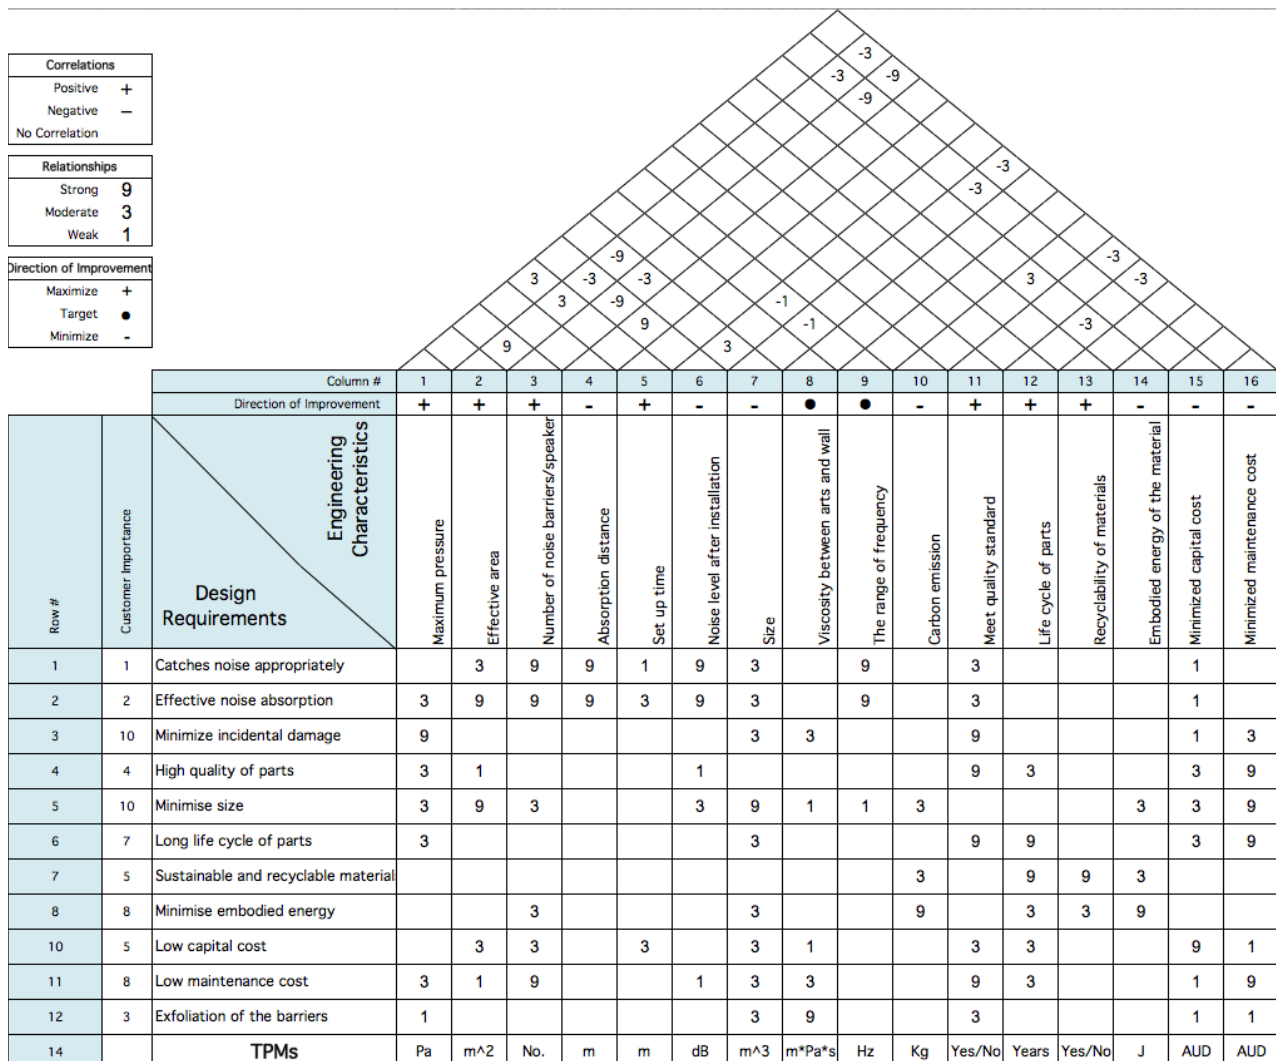 -3
-3 -9
-9
Correlations
Positive +
Negative −
No Correlation
Relationships
Strong 9
Moderate 3
Weak 1
-3
-3
Direction of Improvement
Maximize +
Target ●
Minimize -
-9 -3
3 -3 -3 3 -3
3 -9 -1
9 -1 -3
9 3
Column # 1 2 3 4 5 6 7 8 9 10 11 12 13 14 15 16
Direction of Improvement + + + - + - - ● ● - + + + - - -
Row #
Customer Importance
Design
Requirements
Engineering
Characteristics
Maximum pressure
Effective area
Number of noise barriers/speaker
Absorption distance
Set up time
Noise level after installation
Size
Viscosity between arts and wall
The range of frequency
Carbon emission
Meet quality standard
Life cycle of parts
Recyclability of materials
Embodied energy of the material
Minimized capital cost
Minimized maintenance cost
1 1 Catches noise appropriately 3 9 9 1 9 3 9 3 1
2 2 Effective noise absorption 3 9 9 9 3 9 3 9 3 1
3 10 Minimize incidental damage 9 3 3 9 1 3
4 4 High quality of parts 3 1 1 9 3 3 9
5 10 Minimise size 3 9 3 3 9 1 1 3 3 3 9
6 7 Long life cycle of parts 3 3 9 9 3 9
7 5 Sustainable and recyclable material 3 9 9 3
8 8 Minimise embodied energy 3 3 9 3 3 9
10 5 Low capital cost 3 3 3 3 1 3 3 9 1
11 8 Low maintenance cost 3 1 9 1 3 3 9 3 1 9
12 3 Exfoliation of the barriers 1 3 9 3 1 1
14 TPMs Pa m^2 No. m m dB m^3 m*Pa*s Hz Kg Yes/No Years Yes/No J AUD AUD